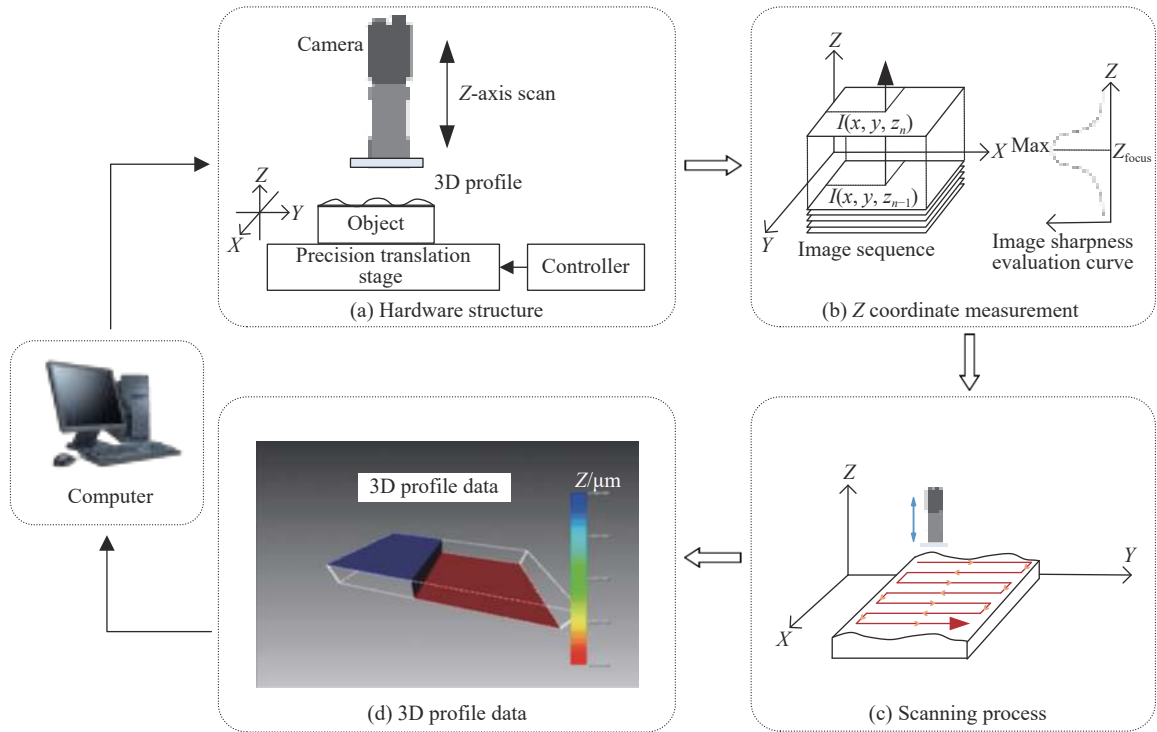 Camera
Z-axis scan
3D profile
Z
Y
X
Object
Precision translation
stage
Controller
(a) Hardware structure
Z
I(x, y, zₙ)
X
I(x, y, zₙ₋₁)
Y
Image sequence
Z
Max
Z_focus
Image sharpness
evaluation curve
(b) Z coordinate measurement
Computer
3D profile data
Z/μm
(d) 3D profile data
Z
Y
X
(c) Scanning process